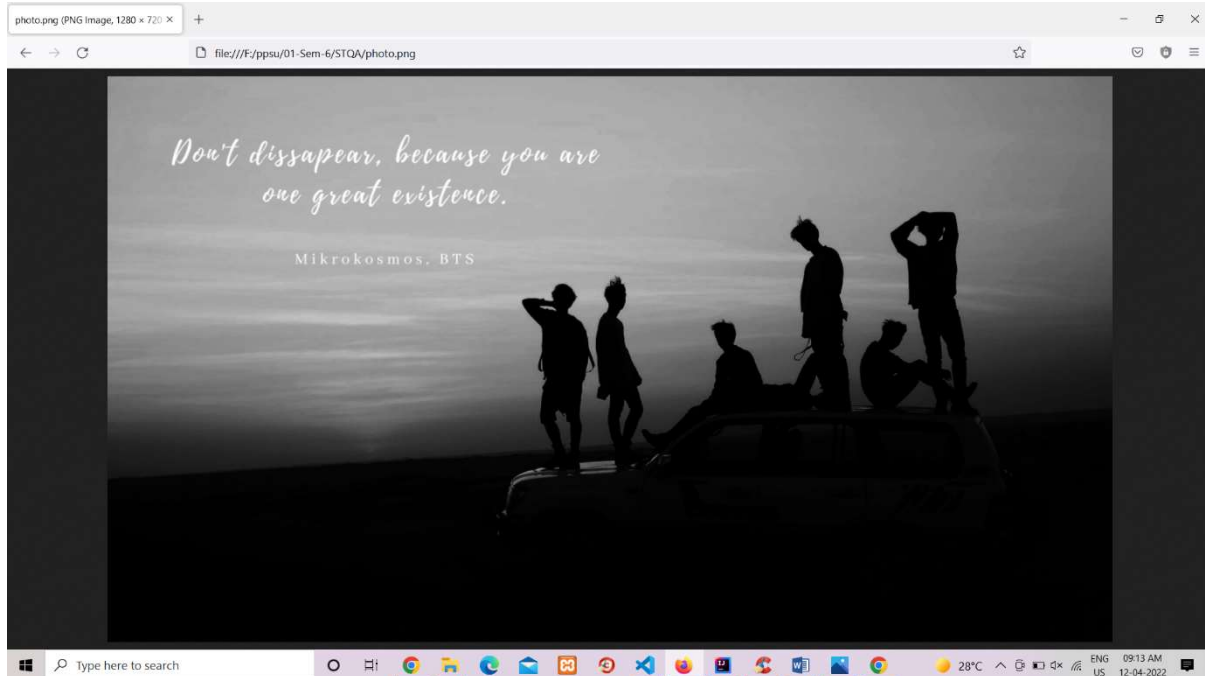 photo.png (PNG Image, 1280 × 720
file:///F:/ppsu/01-Sem-6/STQA/photo.png
Don't dissapear, because you are
one great existence.
Mikrokosmos, BTS
Type here to search
28°C
ENG
US
09:13 AM
12-04-2022